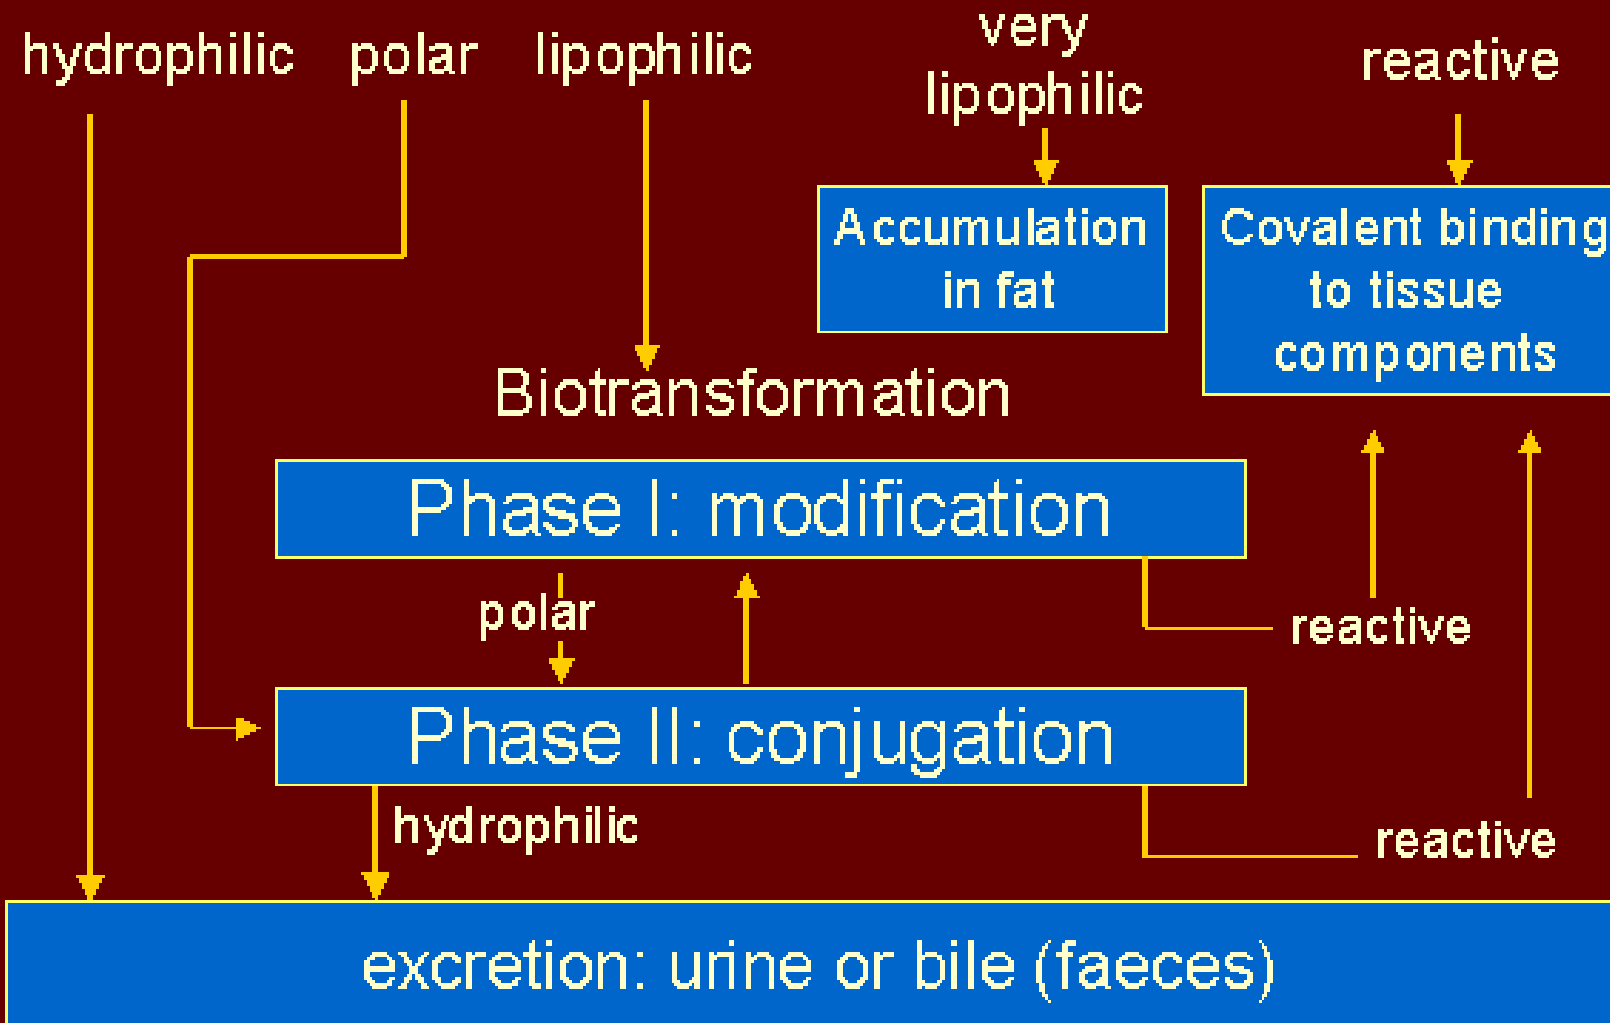 hydrophilic
polar
lipophilic
very
lipophilic
reactive
Accumulation
in fat
Covalent binding
to tissue
components
Biotransformation
Phase I: modification
polar
reactive
Phase II: conjugation
hydrophilic
reactive
excretion: urine or bile (faeces)